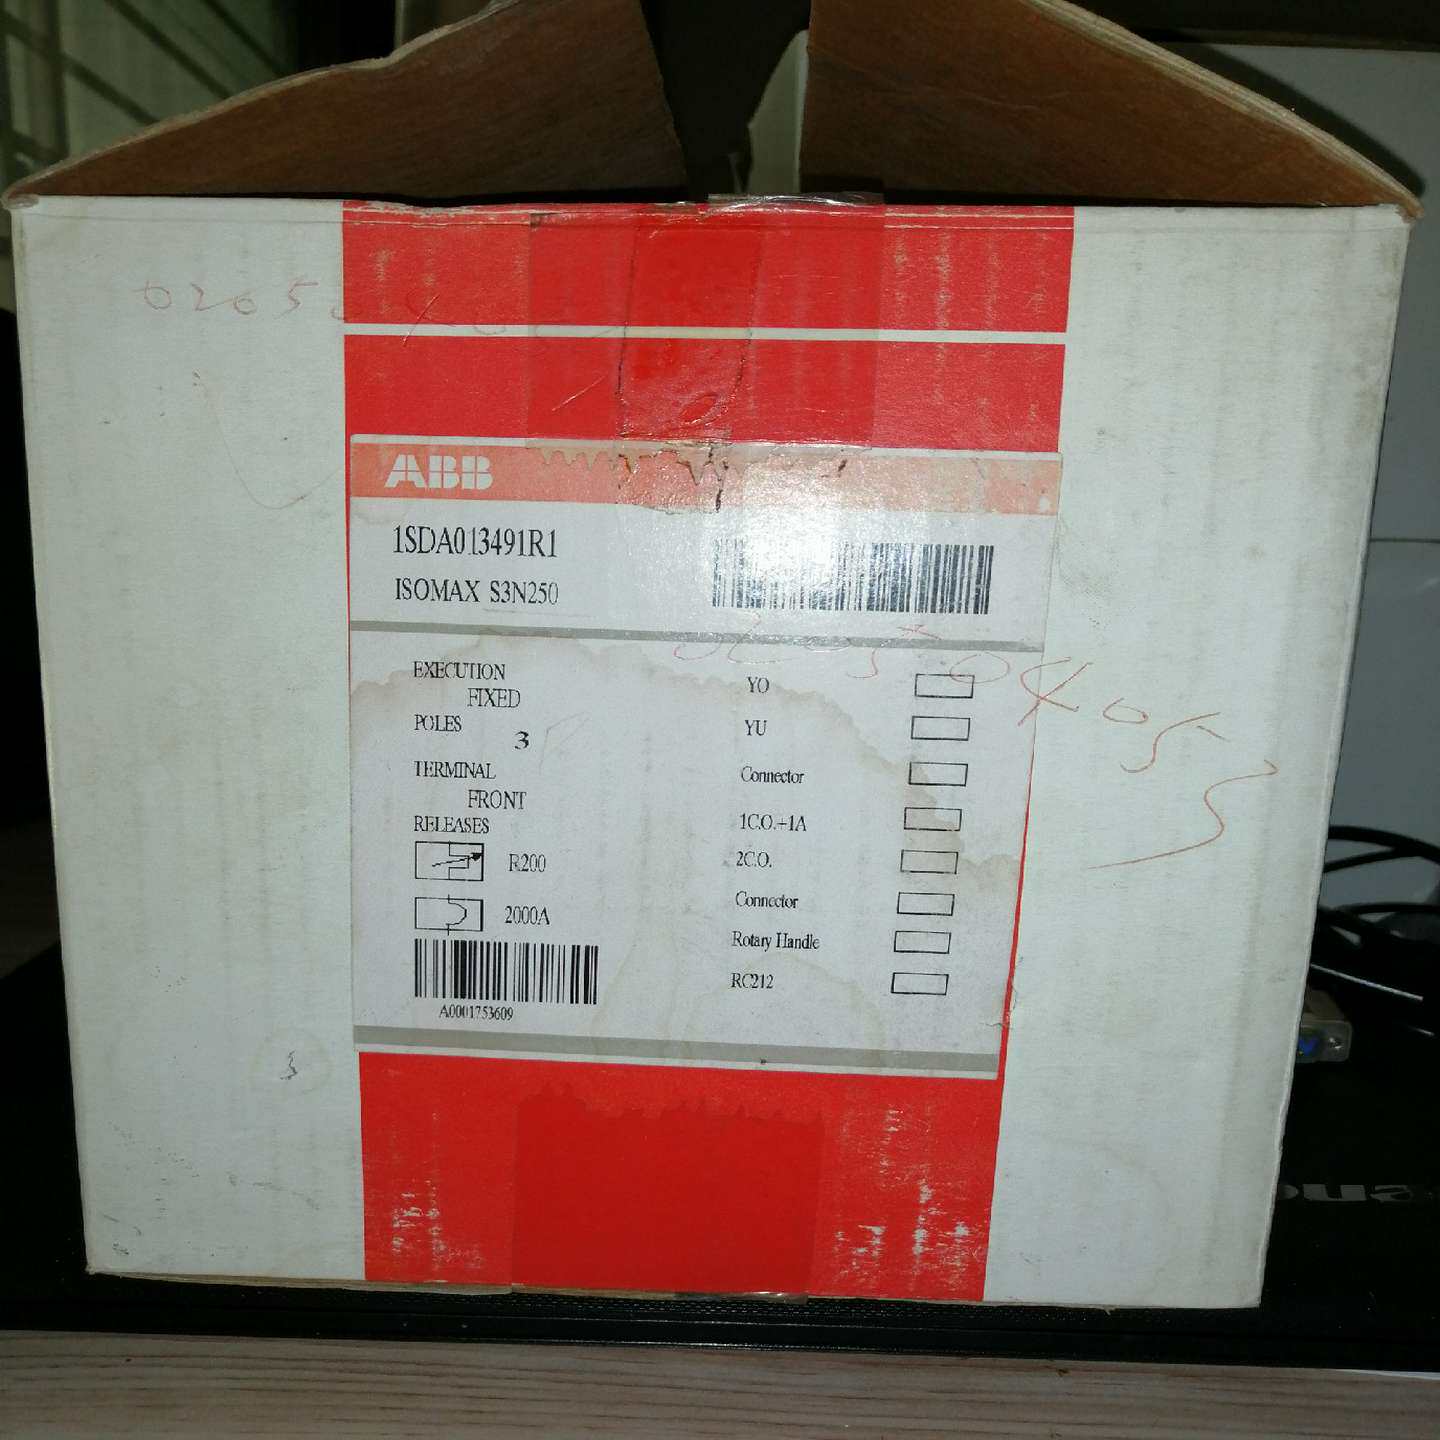 ABB
1SDA013491R1
ISOMAX S3N250
EXECUTION
FIXED
POLES
3
TERMINAL
FRONT
RELEASES
R200
2000A
A0001753609
YO
YU
Connector
1C.O.+1A
2C.O.
Connector
Rotary Handle
RC212
3